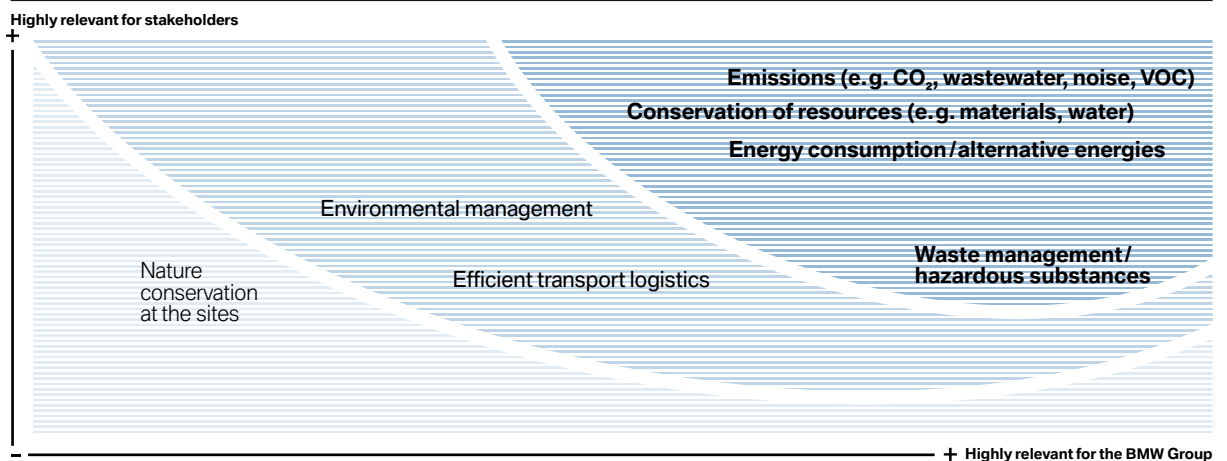 Highly relevant for stakeholders
+
Emissions (e.g. CO₂, wastewater, noise, VOC)
Conservation of resources (e.g. materials, water)
Energy consumption/alternative energies
Environmental management
Waste management/
hazardous substances
Nature
conservation
at the sites
Efficient transport logistics
-
+ Highly relevant for the BMW Group